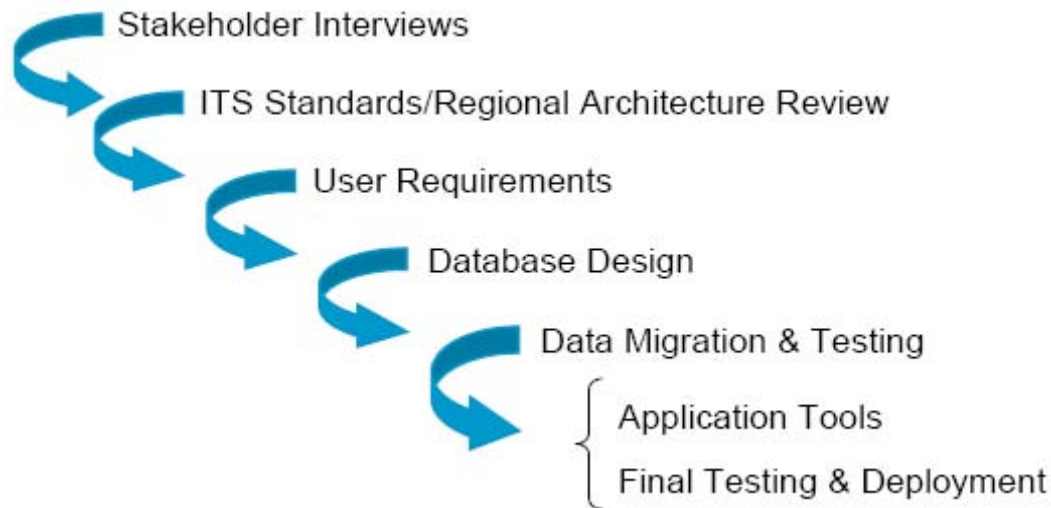 Stakeholder Interviews
ITS Standards/Regional Architecture Review
User Requirements
Database Design
Data Migration & Testing
Application Tools
Final Testing & Deployment